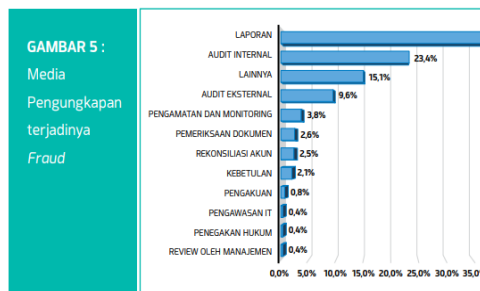 GAMBAR 5 :
Media
Pengungkapan
terjadinya
Fraud
LAPORAN
AUDIT INTERNAL 23,4%
LAINNYA 15,1%
AUDIT EKSTERNAL 9,6%
PENGAMATAN DAN MONITORING 3,8%
PEMERIKSAAN DOKUMEN 2,6%
REKONSILIASI AKUN 2,5%
KEBETULAN 2,1%
PENGAKUAN 0,8%
PENGAWASAN IT 0,4%
PENEGAKAN HUKUM 0,4%
REVIEW OLEH MANAJEMEN 0,4%
0,0% 5,0% 10,0% 15,0% 20,0% 25,0% 30,0% 35,0